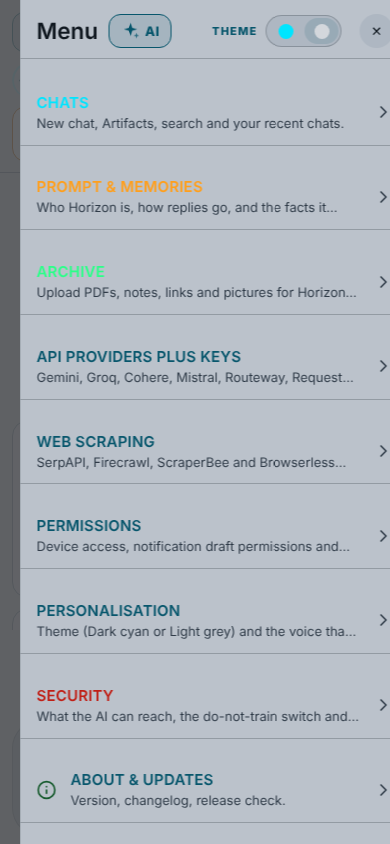 Menu AI THEME
CHATS
New chat, Artifacts, search and your recent chats.
PROMPT & MEMORIES
Who Horizon is, how replies go, and the facts it...
ARCHIVE
Upload PDFs, notes, links and pictures for Horizon...
API PROVIDERS PLUS KEYS
Gemini, Groq, Cohere, Mistral, Routeway, Request...
WEB SCRAPING
SerpAPI, Firecrawl, ScraperBee and Browserless...
PERMISSIONS
Device access, notification draft permissions and...
PERSONALISATION
Theme (Dark cyan or Light grey) and the voice tha...
SECURITY
What the AI can reach, the do-not-train switch and...
ABOUT & UPDATES
Version, changelog, release check.